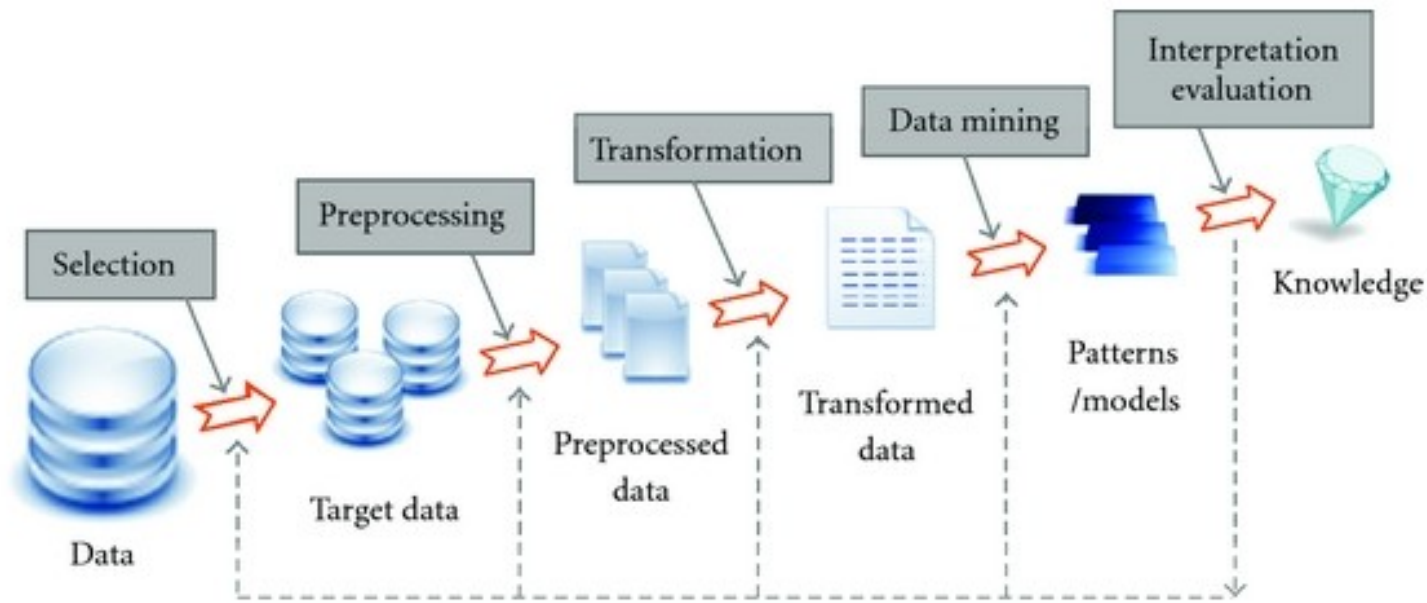 Interpretation
evaluation
Data mining
Transformation
Preprocessing
Selection
Knowledge
Patterns
/models
Transformed
data
Preprocessed
data
Target data
Data